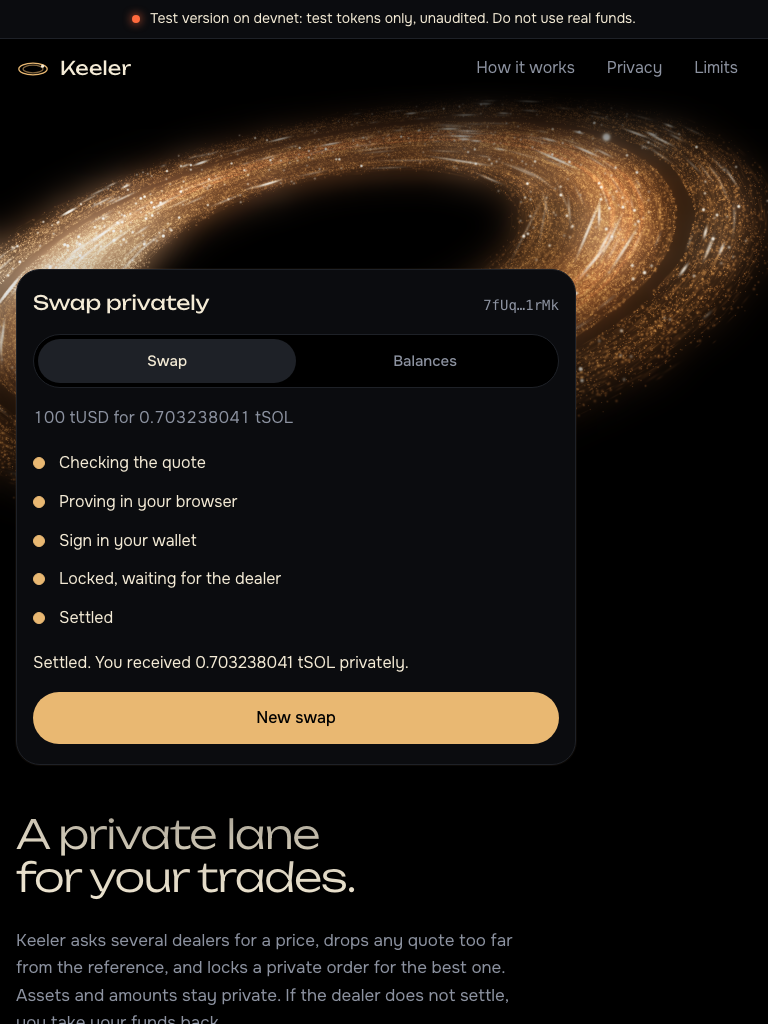 Test version on devnet: test tokens only, unaudited. Do not use real funds.
Keeler
How it works
Privacy
Limits
Swap privately
7fUq…1rMk
Swap
Balances
100 tUSD for 0.703238041 tSOL
Checking the quote
Proving in your browser
Sign in your wallet
Locked, waiting for the dealer
Settled
Settled. You received 0.703238041 tSOL privately.
New swap
A private lane
for your trades.
Keeler asks several dealers for a price, drops any quote too far
from the reference, and locks a private order for the best one.
Assets and amounts stay private. If the dealer does not settle,
you take your funds back.